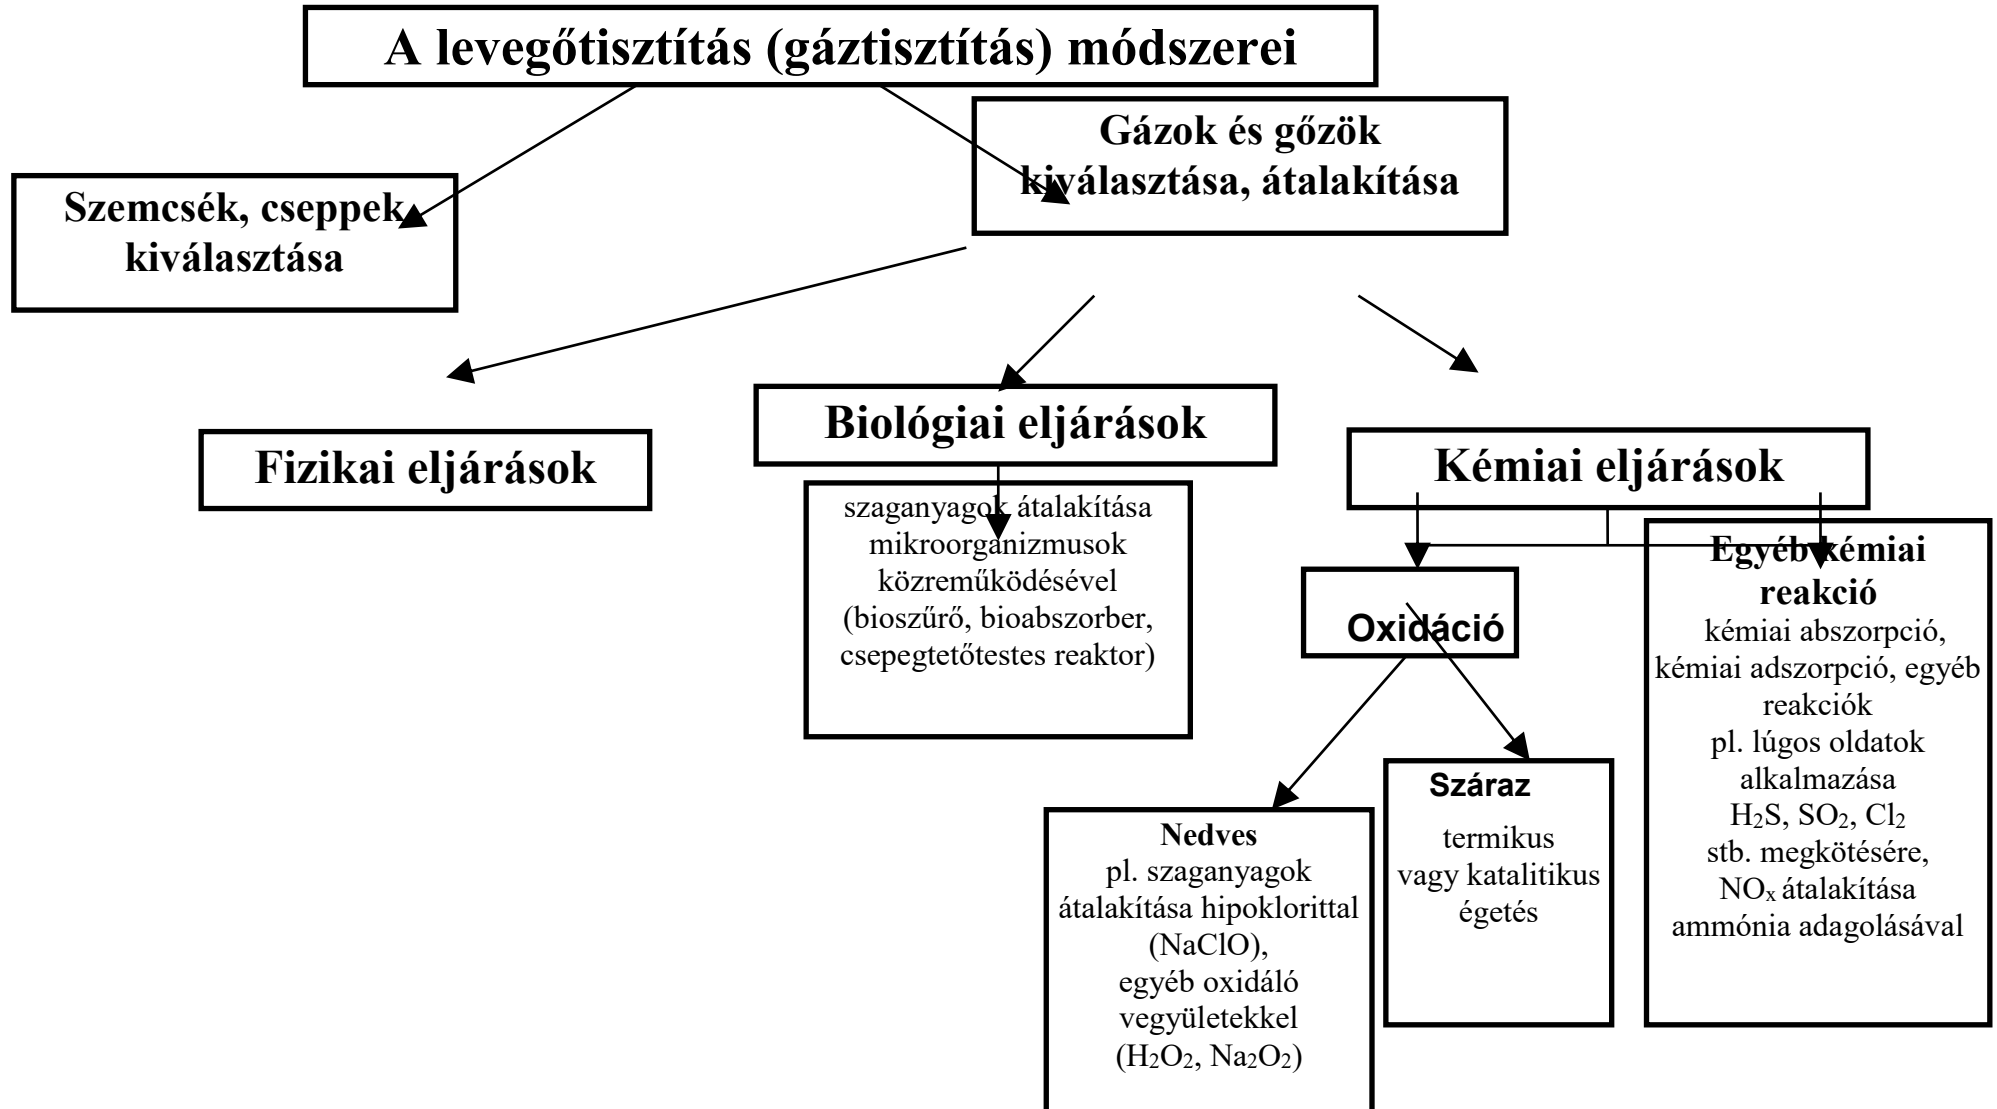 A levegőtisztítás (gáztisztítás) módszerei
Gázok és gőzök
kiválasztása, átalakítása
Szemcsék, cseppek
kiválasztása
Fizikai eljárások
Biológiai eljárások
szaganyagok átalakítása
mikroorganizmusok
közreműködésével
(bioszűrő, bioabszorber,
csepegtetőtestes reaktor)
Kémiai eljárások
Oxidáció
Nedves
pl. szaganyagok
átalakítása hipoklorittal
(NaClO),
egyéb oxidáló
vegyületekkel
(H₂O₂, Na₂O₂)
Száraz
termikus
vagy katalitikus
égetés
Egyéb kémiai
reakció
kémiai abszorpció,
kémiai adszorpció, egyéb
reakciók
pl. lúgos oldatok
alkalmazása
H₂S, SO₂, Cl₂
stb. megkötésére,
NOₓ átalakítása
ammónia adagolásával